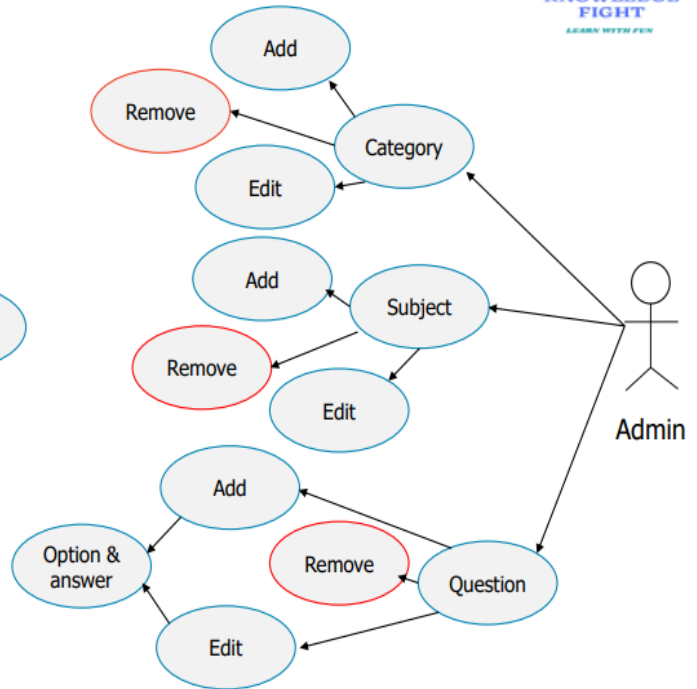 FIGHT
LEARN WITH FUN
Add
Remove
Category
Edit
Add
Subject
Remove
Edit
Admin
Add
Option &
answer
Remove
Question
Edit